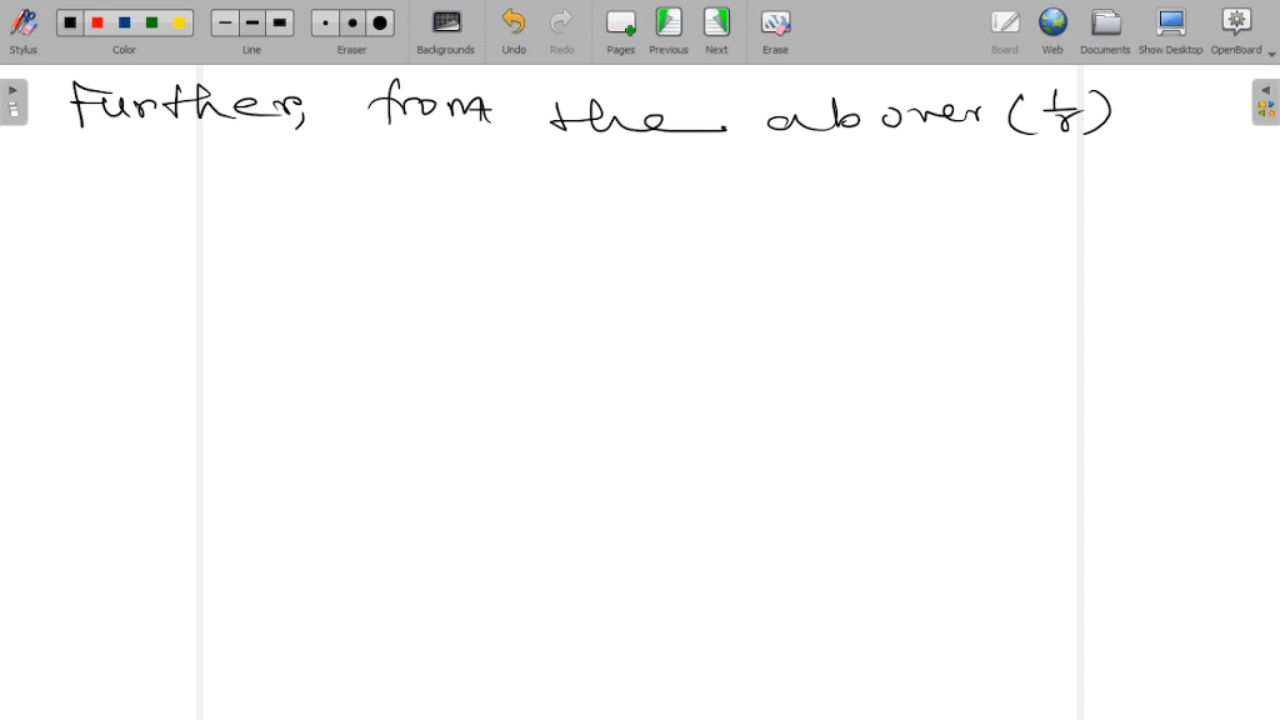 Stylus Color Line Eraser Backgrounds Undo Redo Pages Previous Next Erase Board Web Documents Show Desktop OpenBoard
Further, from the above (1/r)